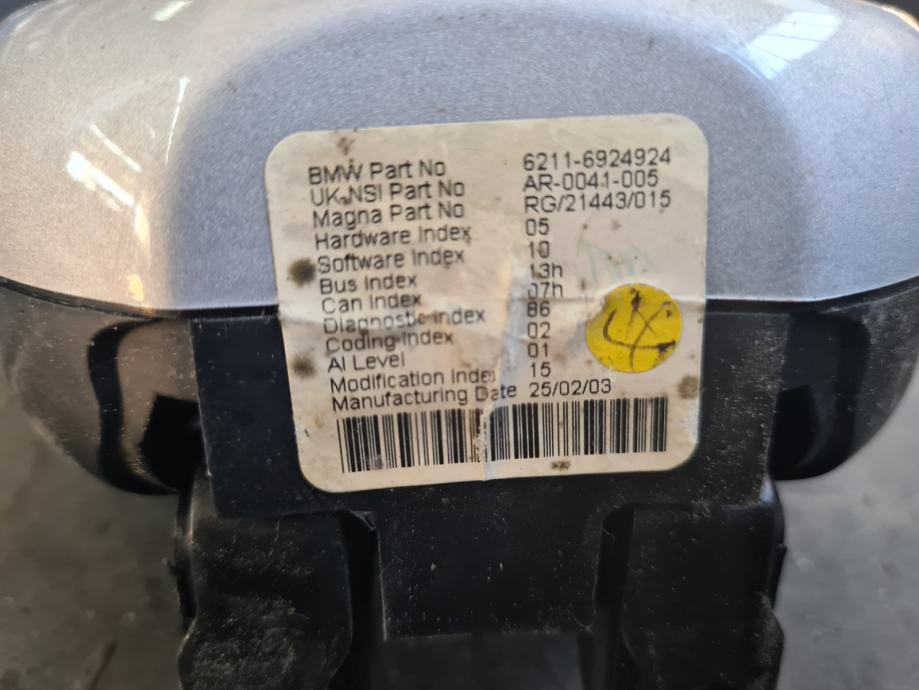 BMW Part No 6211-6924924
UK-NSI Part No AR-0041-005
Magna Part No RG/21443/015
Hardware Index 05
Software Index 10
Bus Index 13h
Can Index 07h
Diagnostic Index 86
Coding Index 02
AI Level 01
Modification Index 15
Manufacturing Date 25/02/03